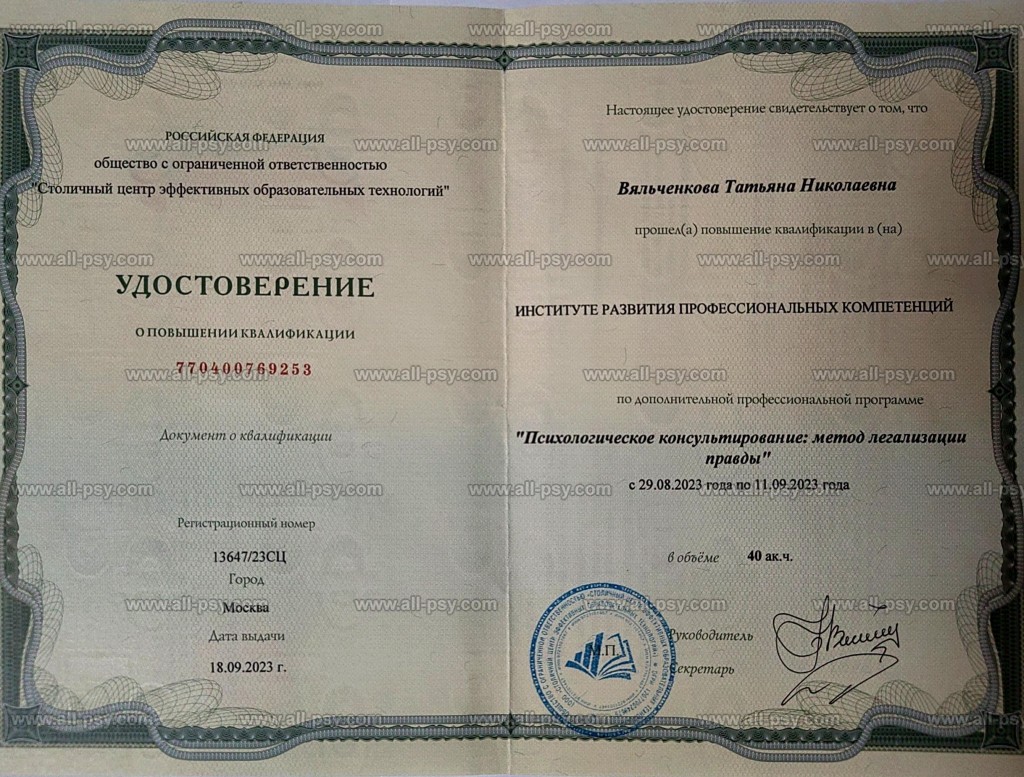 РОССИЙСКАЯ ФЕДЕРАЦИЯ
общество с ограниченной ответственностью
"Столичный центр эффективных образовательных технологий"
УДОСТОВЕРЕНИЕ
О ПОВЫШЕНИИ КВАЛИФИКАЦИИ
770400769253
Документ о квалификации
Регистрационный номер
13647/23СЦ
Город
Москва
Дата выдачи
18.09.2023 г.
Настоящее удостоверение свидетельствует о том, что
Вяльченкова Татьяна Николаевна
прошел(а) повышение квалификации в (на)
ИНСТИТУТЕ РАЗВИТИЯ ПРОФЕССИОНАЛЬНЫХ КОМПЕТЕНЦИЙ
по дополнительной профессиональной программе
"Психологическое консультирование: метод легализации
правды"
с 29.08.2023 года по 11.09.2023 года
в объёме 40 ак.ч.
М.П.
Руководитель
Секретарь
www.all-psy.com